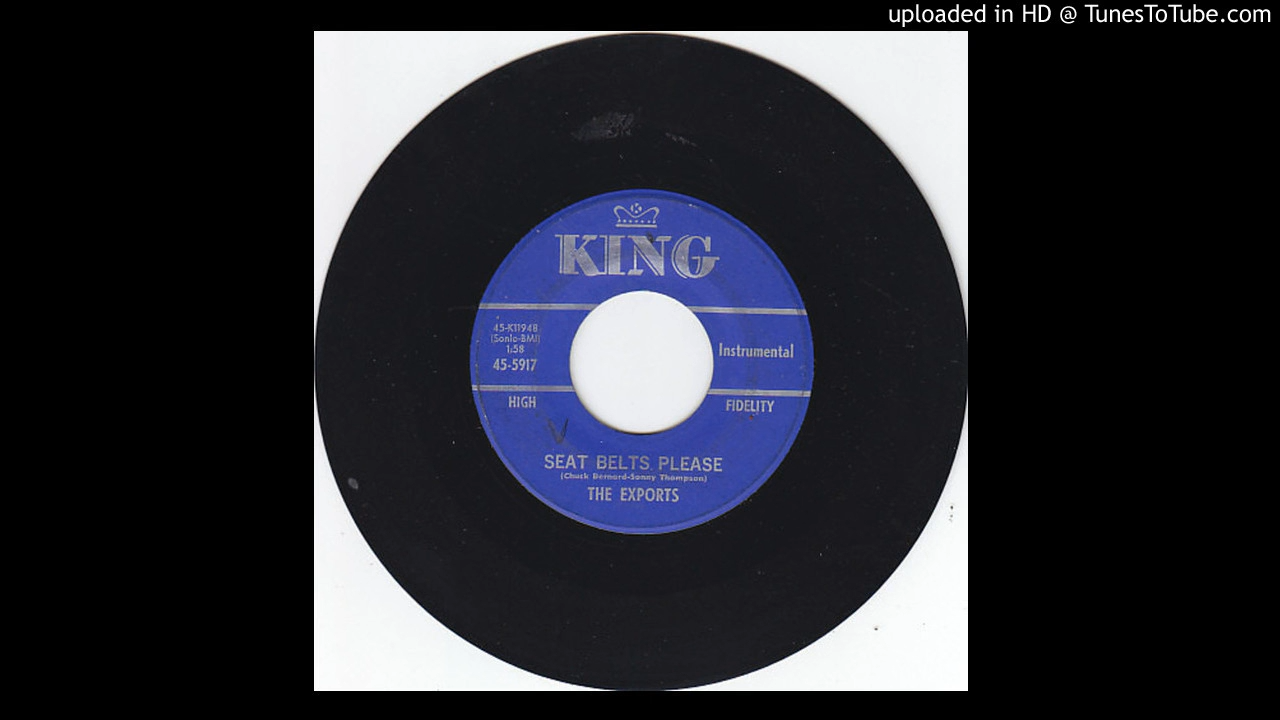 uploaded in HD @ TunesToTube.com
KING
45-K11948
(Sonlo-BMI)
1:58
45-5917
Instrumental
HIGH
FIDELITY
SEAT BELTS, PLEASE
(Chuck Bernard-Sonny Thompson)
THE EXPORTS